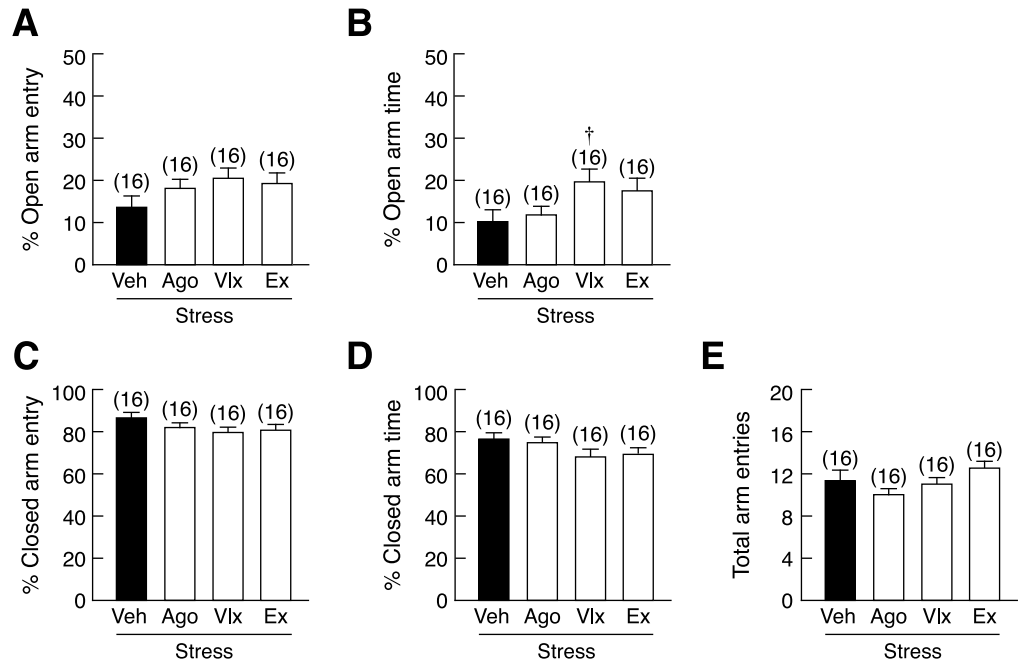 A
% Open arm entry
50
40
30
20
10
0
(16) (16) (16) (16)
Veh Ago Vlx Ex
Stress
B
% Open arm time
50
40
30
20
10
0
†
(16) (16) (16) (16)
Veh Ago Vlx Ex
Stress
C
% Closed arm entry
100
80
60
40
20
0
(16) (16) (16) (16)
Veh Ago Vlx Ex
Stress
D
% Closed arm time
100
80
60
40
20
0
(16) (16) (16) (16)
Veh Ago Vlx Ex
Stress
E
Total arm entries
20
16
12
8
4
0
(16) (16) (16) (16)
Veh Ago Vlx Ex
Stress